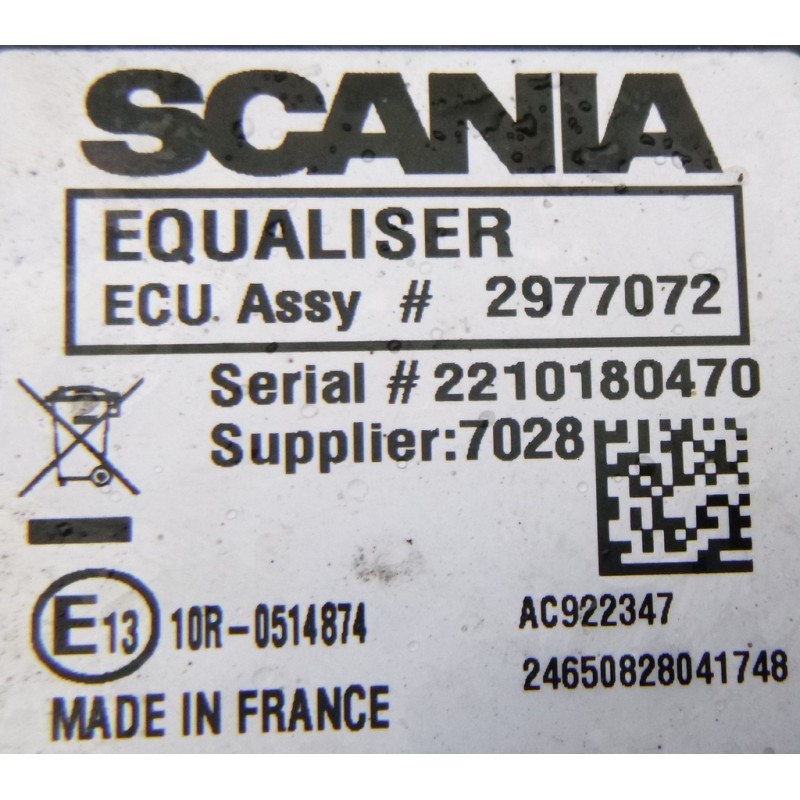 SCANIA
EQUALISER
ECU Assy # 2977072
Serial # 2210180470
Supplier:7028
E13 10R-0514874
AC922347
24650828041748
MADE IN FRANCE